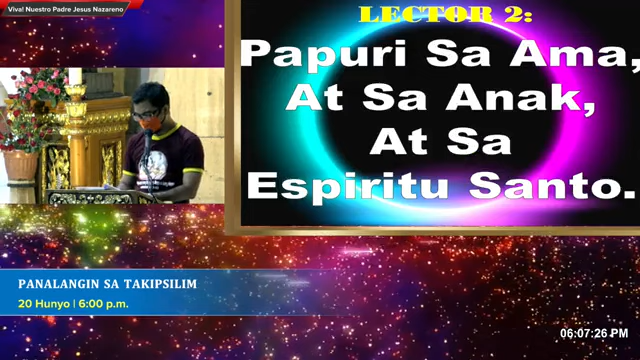 Viva! Nuestro Padre Jesus Nazareno
LECTOR 2:
Papuri Sa Ama,
At Sa Anak,
At Sa
Espiritu Santo.
PANALANGIN SA TAKIPSILIM
20 Hunyo | 6:00 p.m.
06:07:26 PM